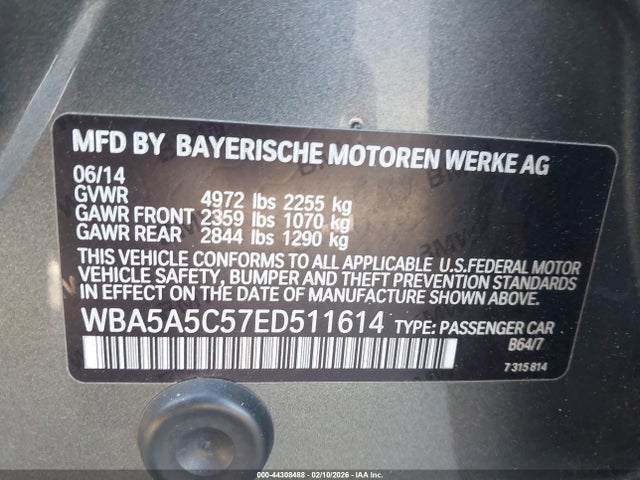 MFD BY BAYERISCHE MOTOREN WERKE AG
06/14
GVWR 4972 lbs 2255 kg
GAWR FRONT 2359 lbs 1070 kg
GAWR REAR 2844 lbs 1290 kg
THIS VEHICLE CONFORMS TO ALL APPLICABLE U.S.FEDERAL MOTOR
VEHICLE SAFETY, BUMPER AND THEFT PREVENTION STANDARDS
IN EFFECT ON THE DATE OF MANUFACTURE SHOWN ABOVE.
WBA5A5C57ED511614 TYPE: PASSENGER CAR
B64/7
7 315 814
000-44308488 - 02/10/2026 - IAA Inc.